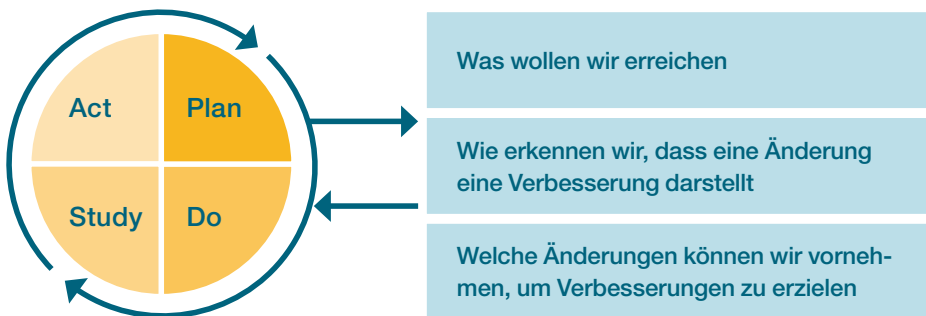 Act
Plan
Study
Do
Was wollen wir erreichen
Wie erkennen wir, dass eine Änderung
eine Verbesserung darstellt
Welche Änderungen können wir vorneh-
men, um Verbesserungen zu erzielen